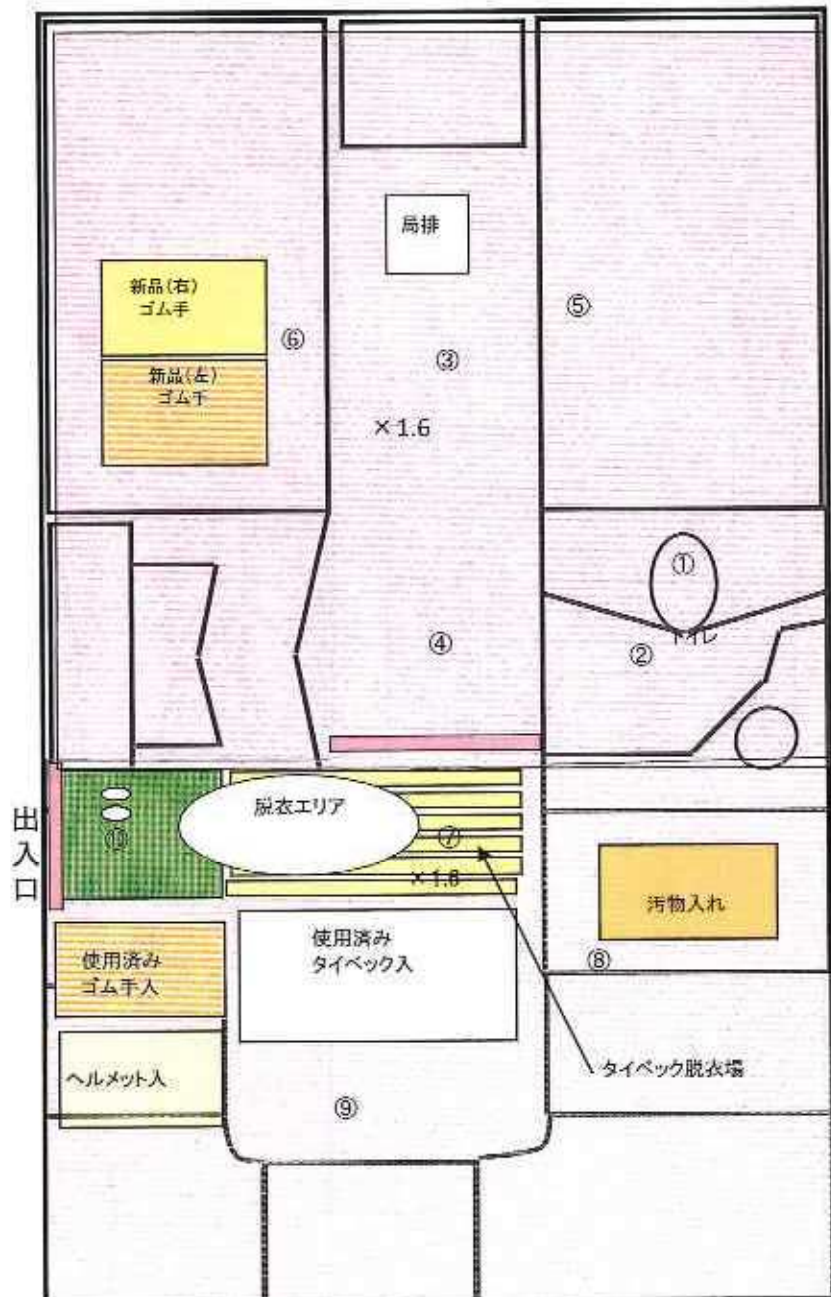 局排
新品(右)
ゴム手
⑥
③
⑤
新品(左)
ゴム手
×1.6
①
トイレ
④
②
出入口
脱衣エリア
⑩
⑦
×1.6
汚物入れ
使用済み
ゴム手入
使用済み
タイベック入
⑧
ヘルメット入
タイベック脱衣場
⑨